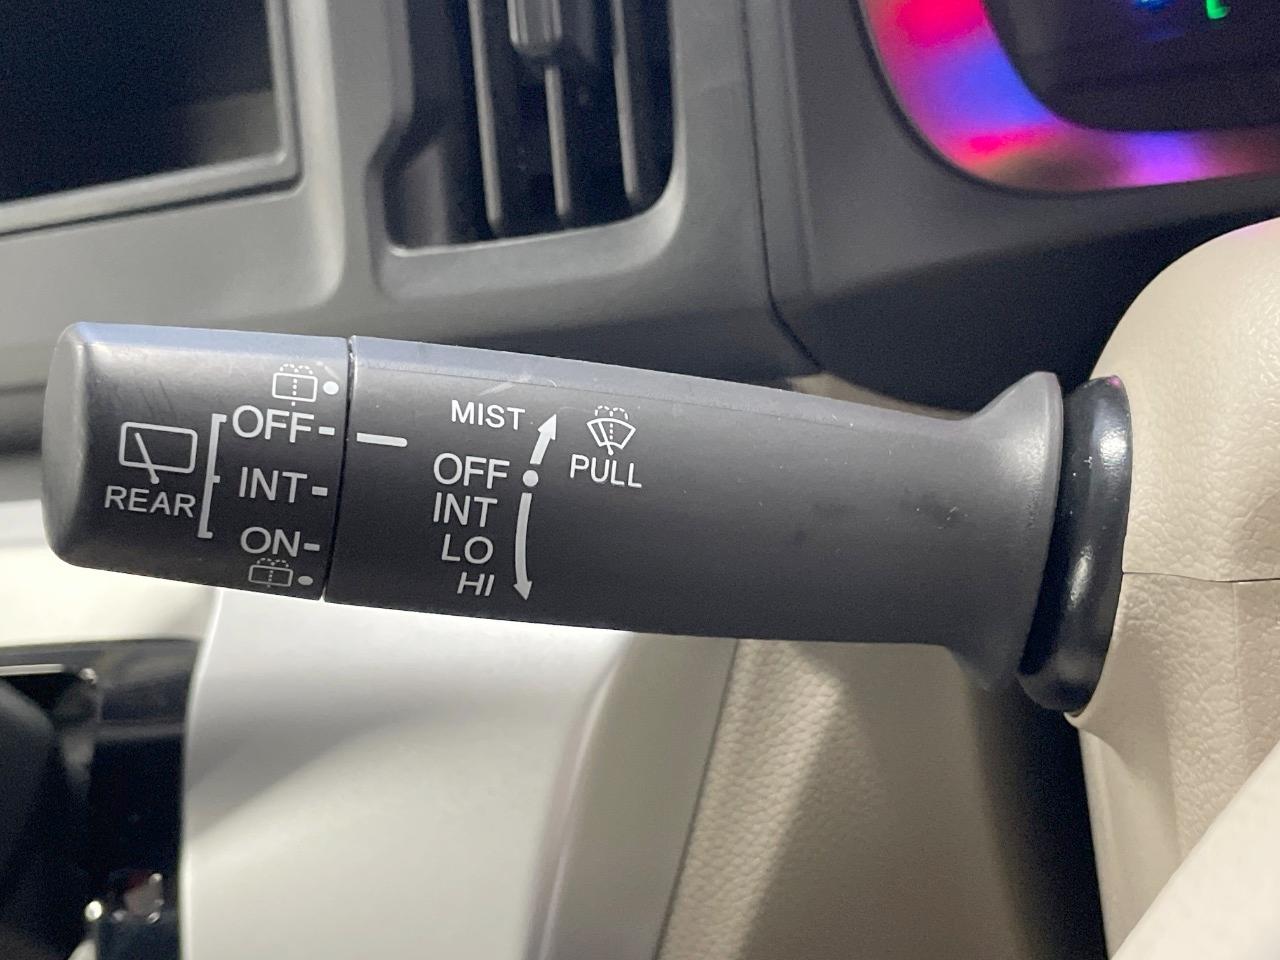 REAR
OFF
INT
ON
MIST
OFF
INT
LO
HI
PULL